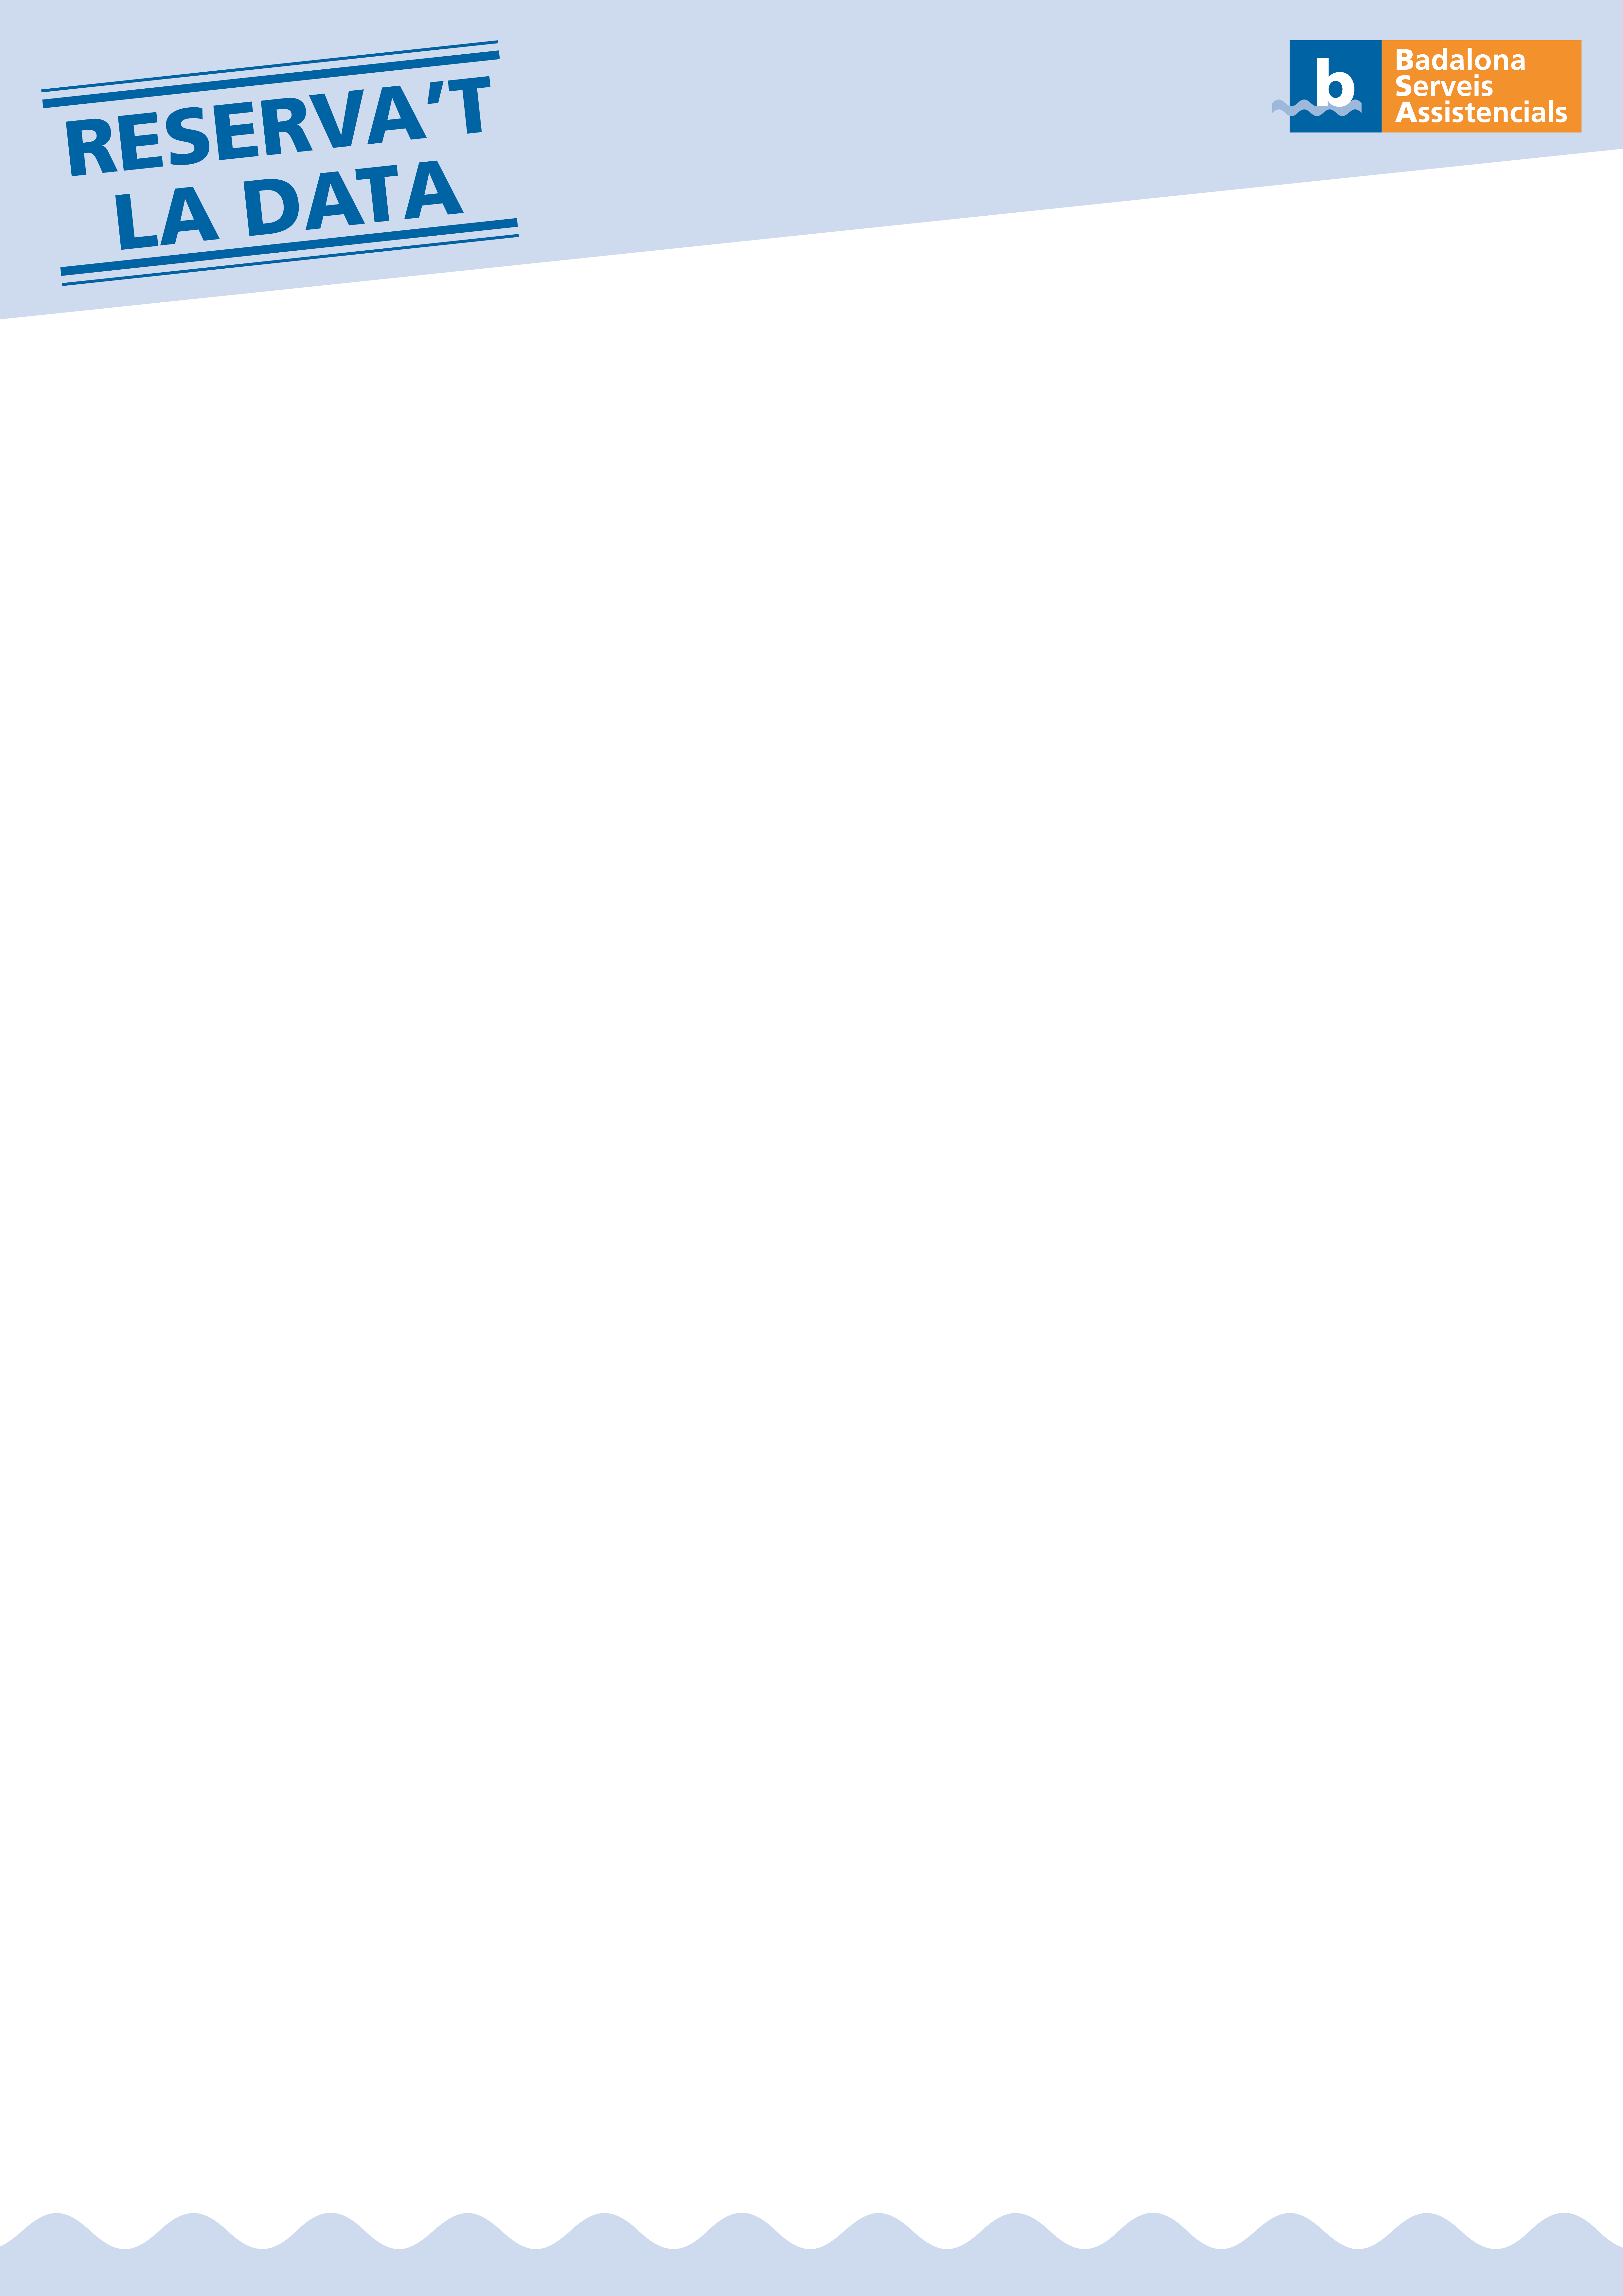 RESERVA’T
LA DATA
b
Badalona
Serveis
Assistencials